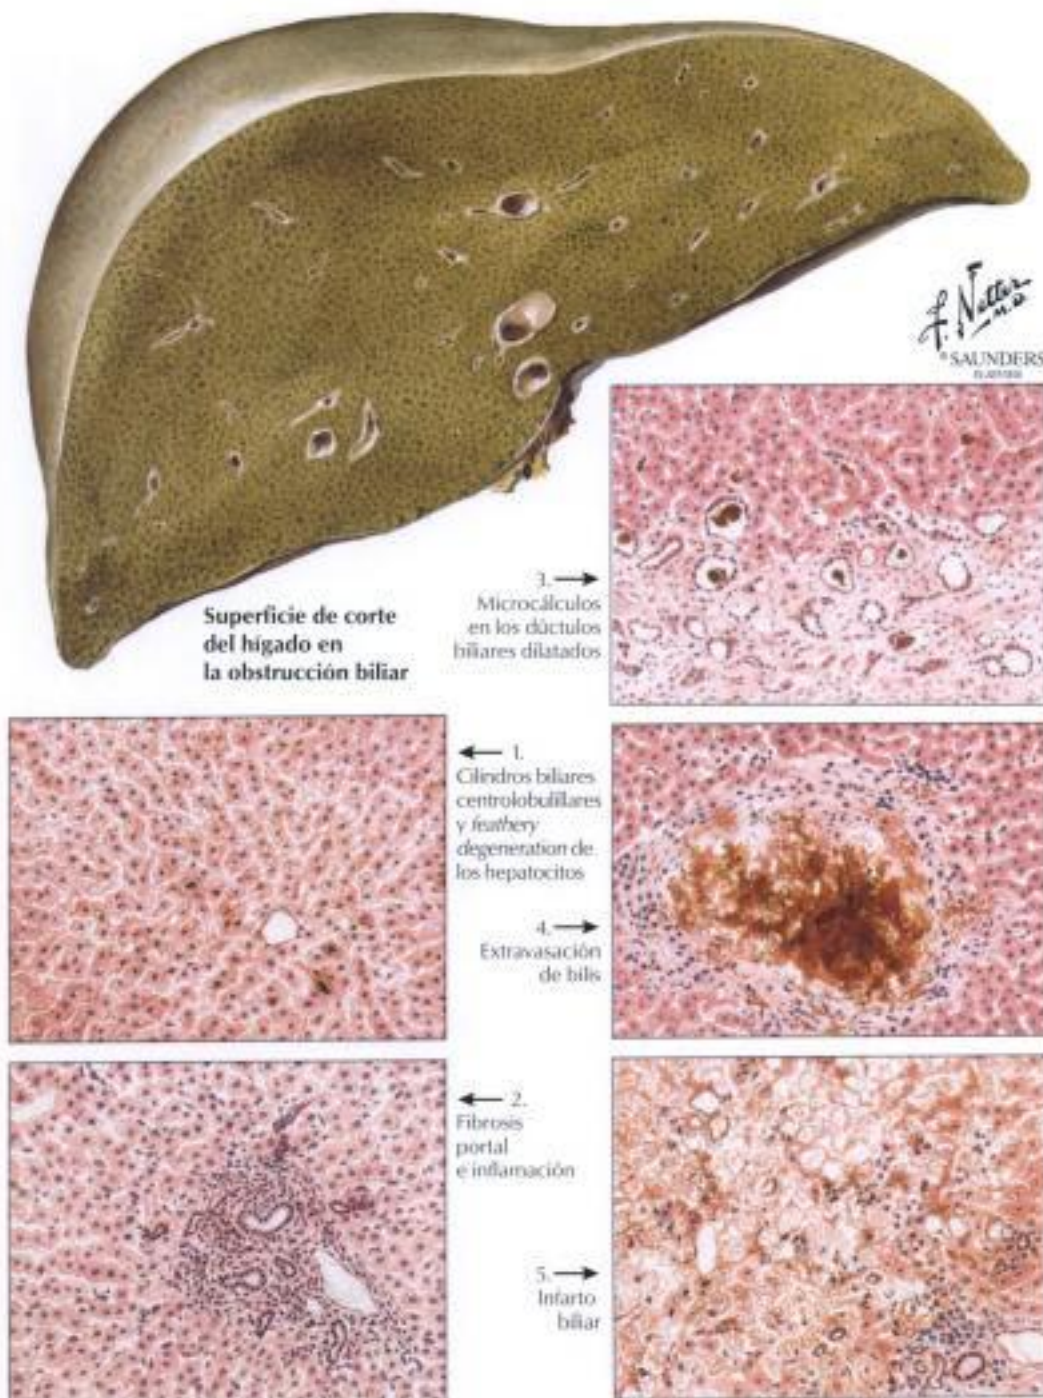 F. Netter
M.D.
© SAUNDERS
ELSEVIER
Superficie de corte
del hígado en
la obstrucción biliar
3.
Microcálculos
en los dúctulos
biliares dilatados
1.
Cilindros biliares
centrolobulillares
y feathery
degeneration de
los hepatocitos
4.
Extravasación
de bilis
2.
Fibrosis
portal
e inflamación
5.
Infarto
biliar